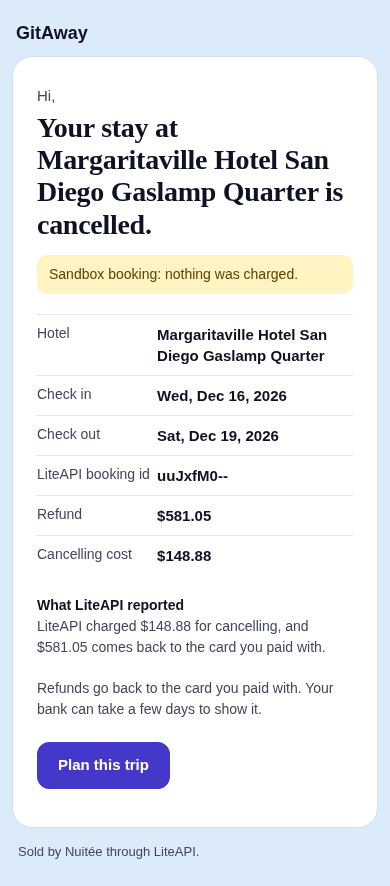 GitAway
Hi,
Your stay at
Margaritaville Hotel San
Diego Gaslamp Quarter is
cancelled.
Sandbox booking: nothing was charged.
Hotel
Margaritaville Hotel San
Diego Gaslamp Quarter
Check in
Wed, Dec 16, 2026
Check out
Sat, Dec 19, 2026
LiteAPI booking id
uuJxfM0--
Refund
$581.05
Cancelling cost
$148.88
What LiteAPI reported
LiteAPI charged $148.88 for cancelling, and
$581.05 comes back to the card you paid with.
Refunds go back to the card you paid with. Your
bank can take a few days to show it.
Plan this trip
Sold by Nuitée through LiteAPI.